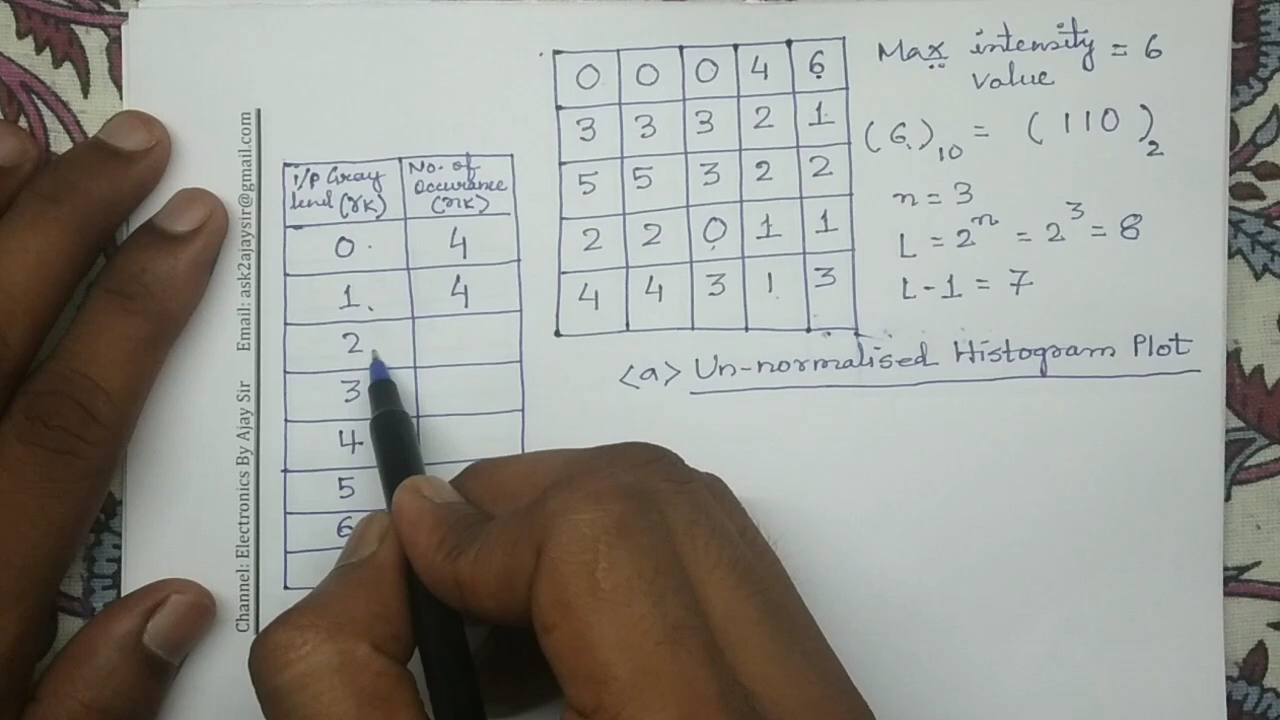 Channel: Electronics By Ajay Sir Email: ask2ajaysir@gmail.com
i/p Gray level (rk) No. of Occurance (nk)
0 4
1 4
2
3
4
5
6
0 0 0 4 6
3 3 3 2 1
5 5 3 2 2
2 2 0 1 1
4 4 3 1 3
Max intensity value = 6
(6)10 = (110)2
n = 3
L = 2^n = 2^3 = 8
L-1 = 7
<a> Un-normalised Histogram Plot